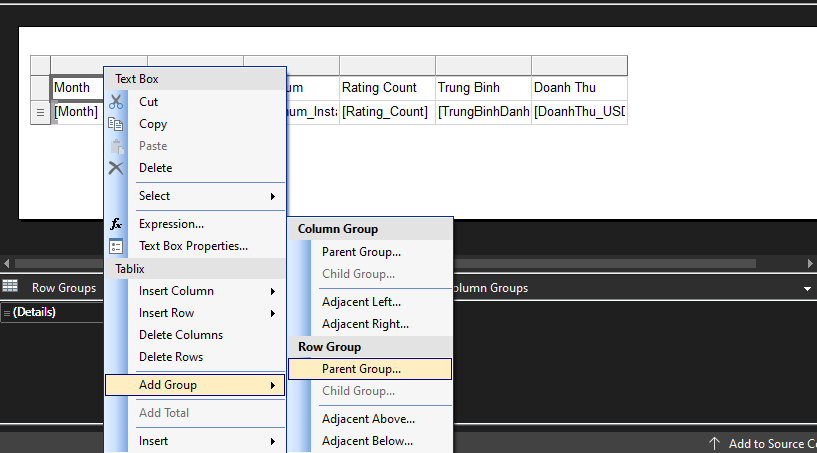 Month
um
Rating Count
Trung Binh
Doanh Thu
[Month]
num_Insta
[Rating_Count]
[TrungBinhDanh
[DoanhThu_USD
Text Box
Cut
Copy
Paste
Delete
Select
Expression...
Text Box Properties...
Tablix
Insert Column
Insert Row
Delete Columns
Delete Rows
Add Group
Add Total
Insert
Column Group
Parent Group...
Child Group...
Adjacent Left...
Adjacent Right...
Row Group
Parent Group...
Child Group...
Adjacent Above...
Adjacent Below...
Row Groups
Column Groups
(Details)
Add to Source Co